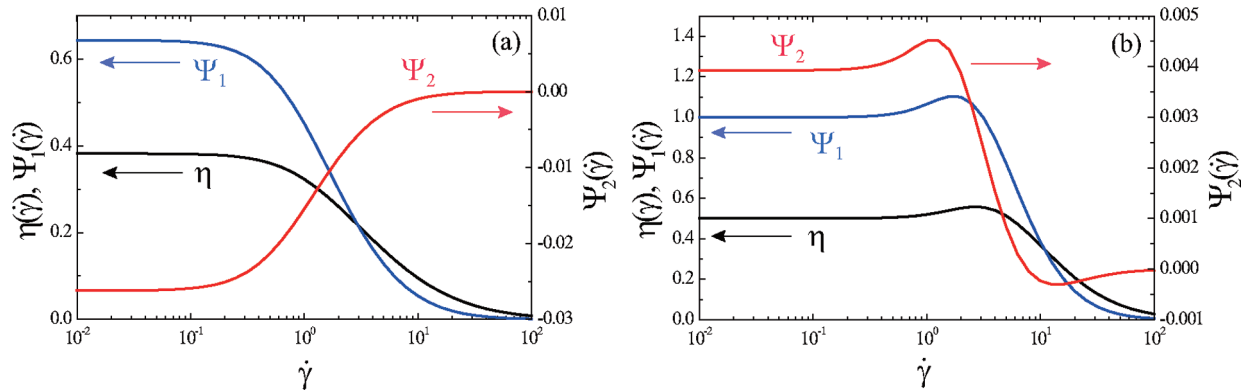 (a)
η(γ̇), Ψ₁(γ̇)
0.6
0.4
0.2
0.0
Ψ₁
Ψ₂
η
0.01
0.00
-0.01
-0.02
-0.03
Ψ₂(γ̇)
10⁻² 10⁻¹ 10⁰ 10¹ 10²
γ̇
(b)
η(γ̇), Ψ₁(γ̇)
1.4
1.2
1.0
0.8
0.6
0.4
0.2
0.0
Ψ₂
Ψ₁
η
0.005
0.004
0.003
0.002
0.001
0.000
-0.001
Ψ₂(γ̇)
10⁻² 10⁻¹ 10⁰ 10¹ 10²
γ̇